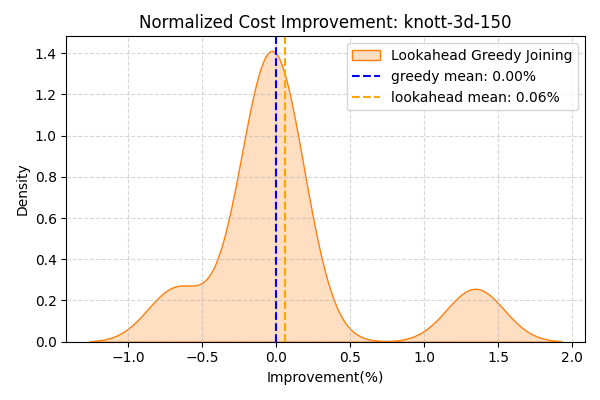 Normalized Cost Improvement: knott-3d-150
Lookahead Greedy Joining
greedy mean: 0.00%
lookahead mean: 0.06%
Density
1.4
1.2
1.0
0.8
0.6
0.4
0.2
0.0
−1.0 −0.5 0.0 0.5 1.0 1.5 2.0
Improvement(%)